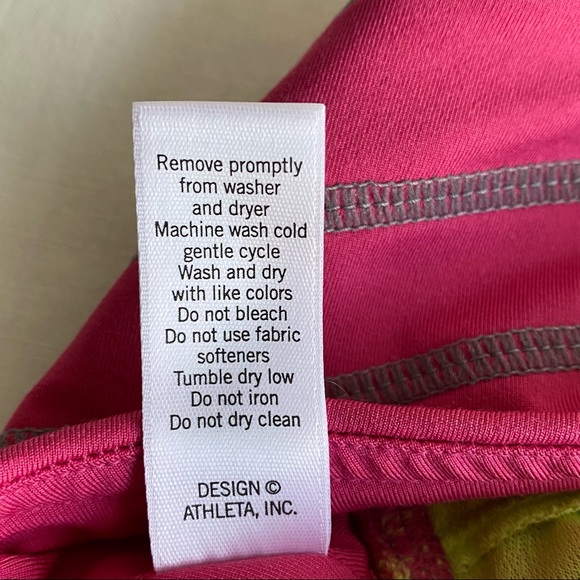 Remove promptly
from washer
and dryer
Machine wash cold
gentle cycle
Wash and dry
with like colors
Do not bleach
Do not use fabric
softeners
Tumble dry low
Do not iron
Do not dry clean
DESIGN ©
ATHLETA, INC.